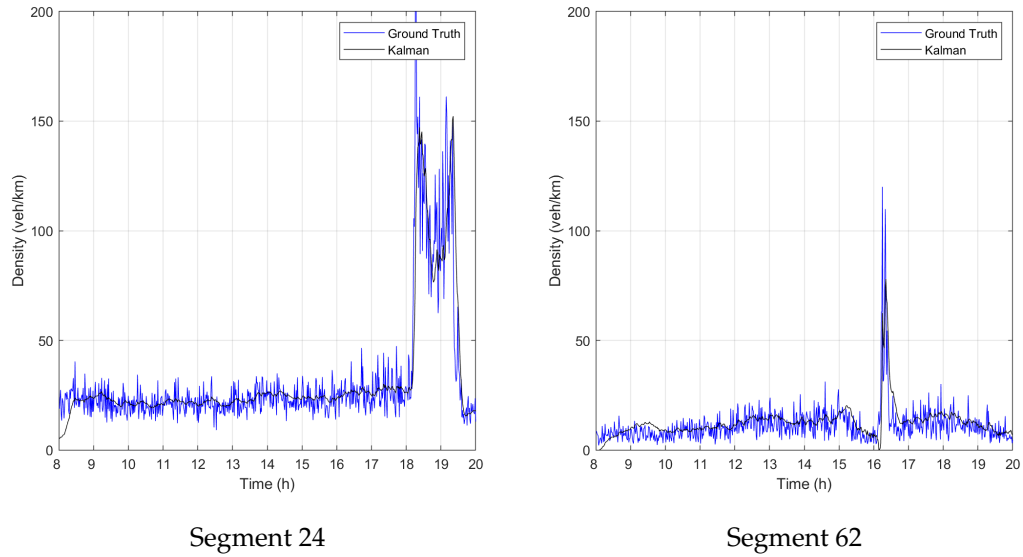 200
150
100
50
0
Density (veh/km)
Ground Truth
Kalman
8 9 10 11 12 13 14 15 16 17 18 19 20
Time (h)
Segment 24
200
150
100
50
0
Density (veh/km)
Ground Truth
Kalman
8 9 10 11 12 13 14 15 16 17 18 19 20
Time (h)
Segment 62